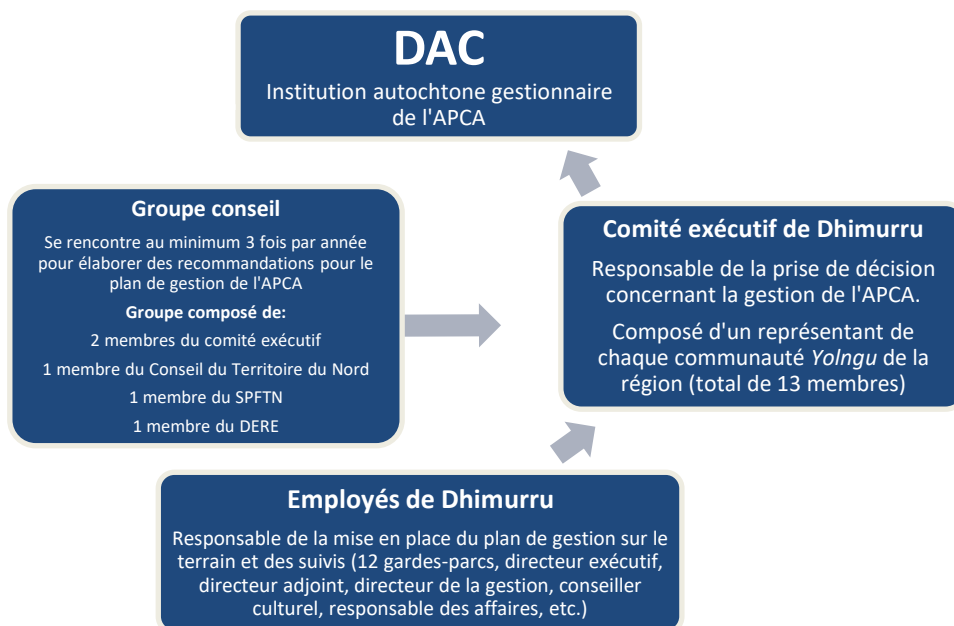 DAC
Institution autochtone gestionnaire
de l'APCA
Groupe conseil
Se rencontre au minimum 3 fois par année
pour élaborer des recommandations pour le
plan de gestion de l'APCA
Groupe composé de:
2 membres du comité exécutif
1 membre du Conseil du Territoire du Nord
1 membre du SPFTN
1 membre du DERE
Comité exécutif de Dhimurru
Responsable de la prise de décision
concernant la gestion de l'APCA.
Composé d'un représentant de
chaque communauté Yolngu de la
région (total de 13 membres)
Employés de Dhimurru
Responsable de la mise en place du plan de gestion sur le
terrain et des suivis (12 gardes-parcs, directeur exécutif,
directeur adjoint, directeur de la gestion, conseiller
culturel, responsable des affaires, etc.)